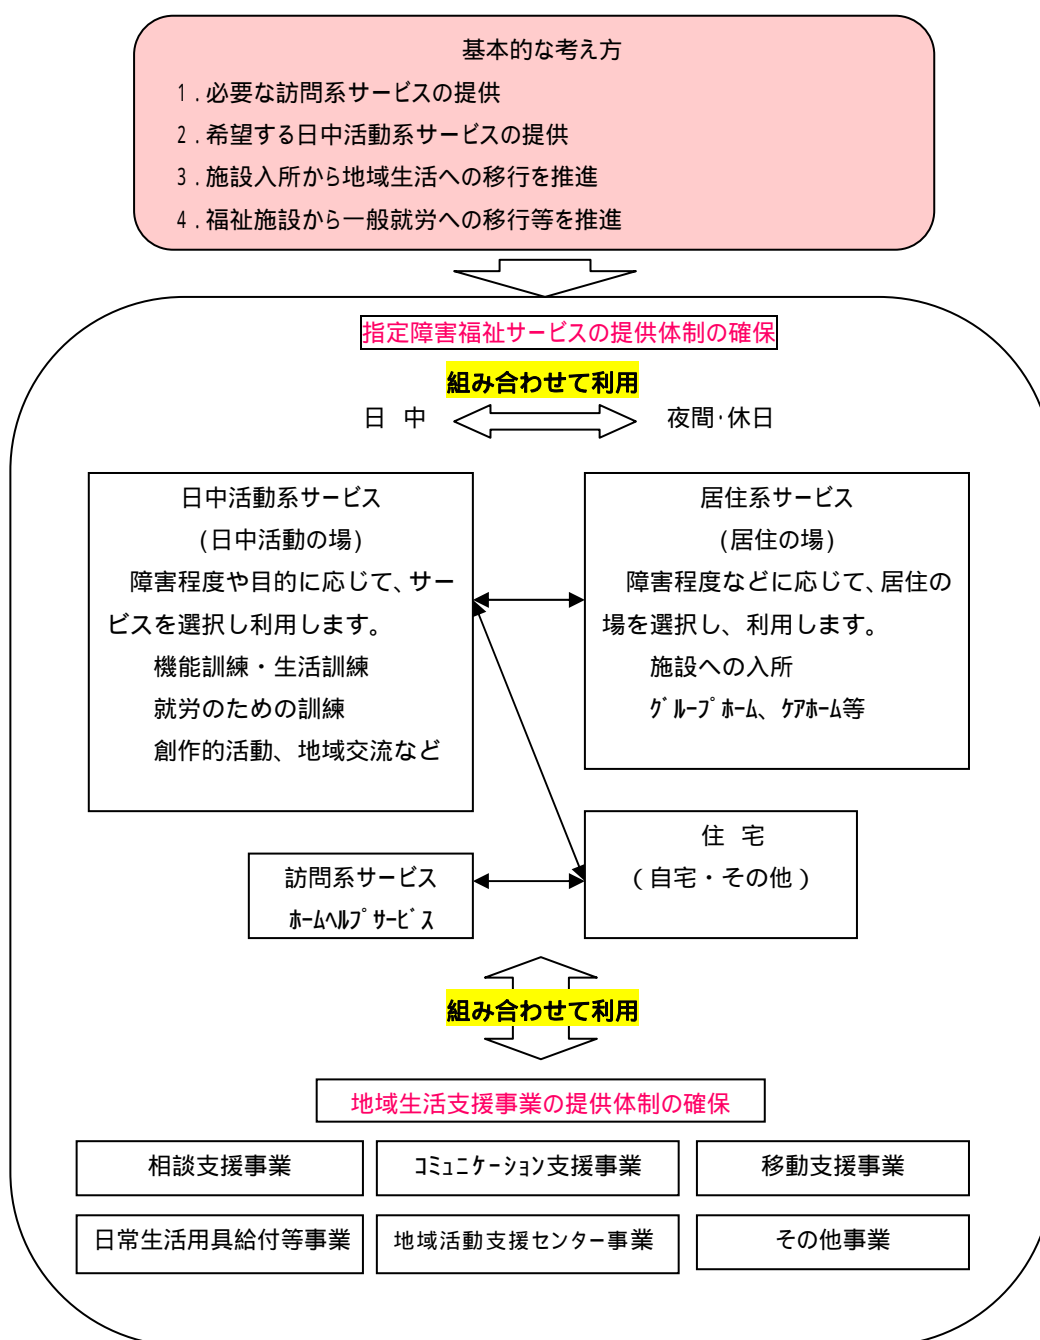 基本的な考え方
１．必要な訪問系サービスの提供
２．希望する日中活動系サービスの提供
３．施設入所から地域生活への移行を推進
４．福祉施設から一般就労への移行等を推進
指定障害福祉サービスの提供体制の確保
組み合わせて利用
日 中
夜間・休日
日中活動系サービス
(日中活動の場)
障害程度や目的に応じて、サー
ビスを選択し利用します。
機能訓練・生活訓練
就労のための訓練
創作的活動、地域交流など
居住系サービス
(居住の場)
障害程度などに応じて、居住の
場を選択し、利用します。
施設への入所
ｸﾞﾙｰﾌﾟﾎｰﾑ、ｹｱﾎｰﾑ等
訪問系サービス
ﾎｰﾑﾍﾙﾌﾟｻｰﾋﾞｽ
住 宅
（自宅・その他）
組み合わせて利用
地域生活支援事業の提供体制の確保
相談支援事業
ｺﾐｭﾆｹｰｼｮﾝ支援事業
移動支援事業
日常生活用具給付等事業
地域活動支援センター事業
その他事業